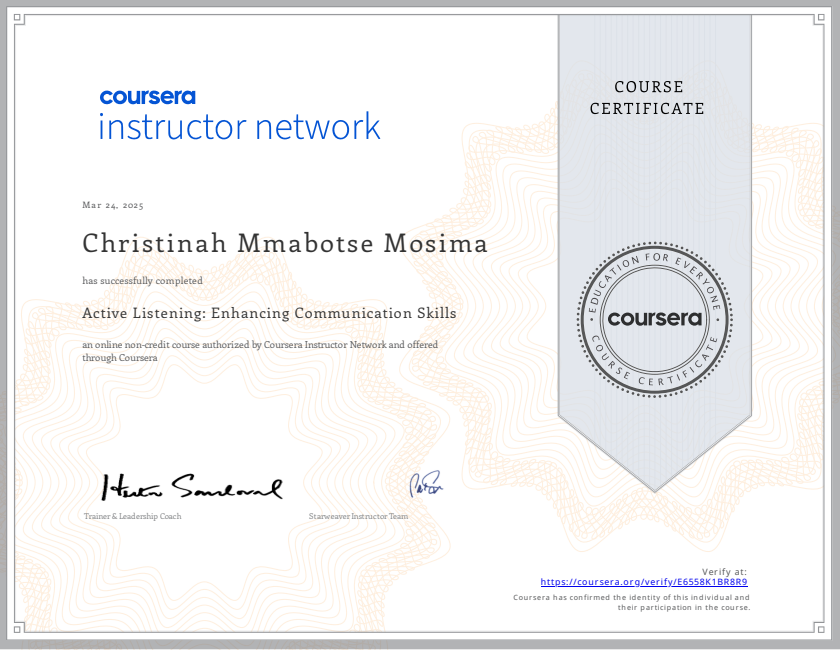 coursera
instructor network
COURSE
CERTIFICATE
Mar 24, 2025
Christinah Mmabotse Mosima
has successfully completed
Active Listening: Enhancing Communication Skills
an online non-credit course authorized by Coursera Instructor Network and offered
through Coursera
EDUCATION FOR EVERYONE
coursera
COURSE CERTIFICATE
Hector Sandoval
Trainer & Leadership Coach
Starweaver Instructor Team
Verify at:
https://coursera.org/verify/E6558K1BR8R9
Coursera has confirmed the identity of this individual and
their participation in the course.